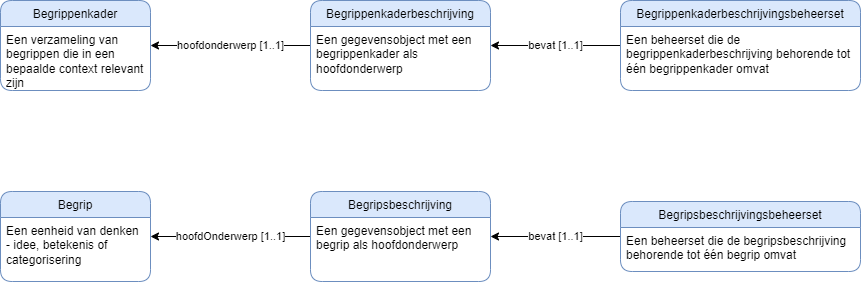 Begrippenkader
Een verzameling van
begrippen die in een
bepaalde context relevant
zijn
hoofdonderwerp [1..1]
Begrippenkaderbeschrijving
Een gegevensobject met een
begrippenkader als
hoofdonderwerp
bevat [1..1]
Begrippenkaderbeschrijvingsbeheerset
Een beheerset die de
begrippenkaderbeschrijving behorende tot
één begrippenkader omvat
Begrip
Een eenheid van denken
- idee, betekenis of
categorisering
hoofdOnderwerp [1..1]
Begripsbeschrijving
Een gegevensobject met een
begrip als hoofdonderwerp
bevat [1..1]
Begripsbeschrijvingsbeheerset
Een beheerset die de begripsbeschrijving
behorende tot één begrip omvat